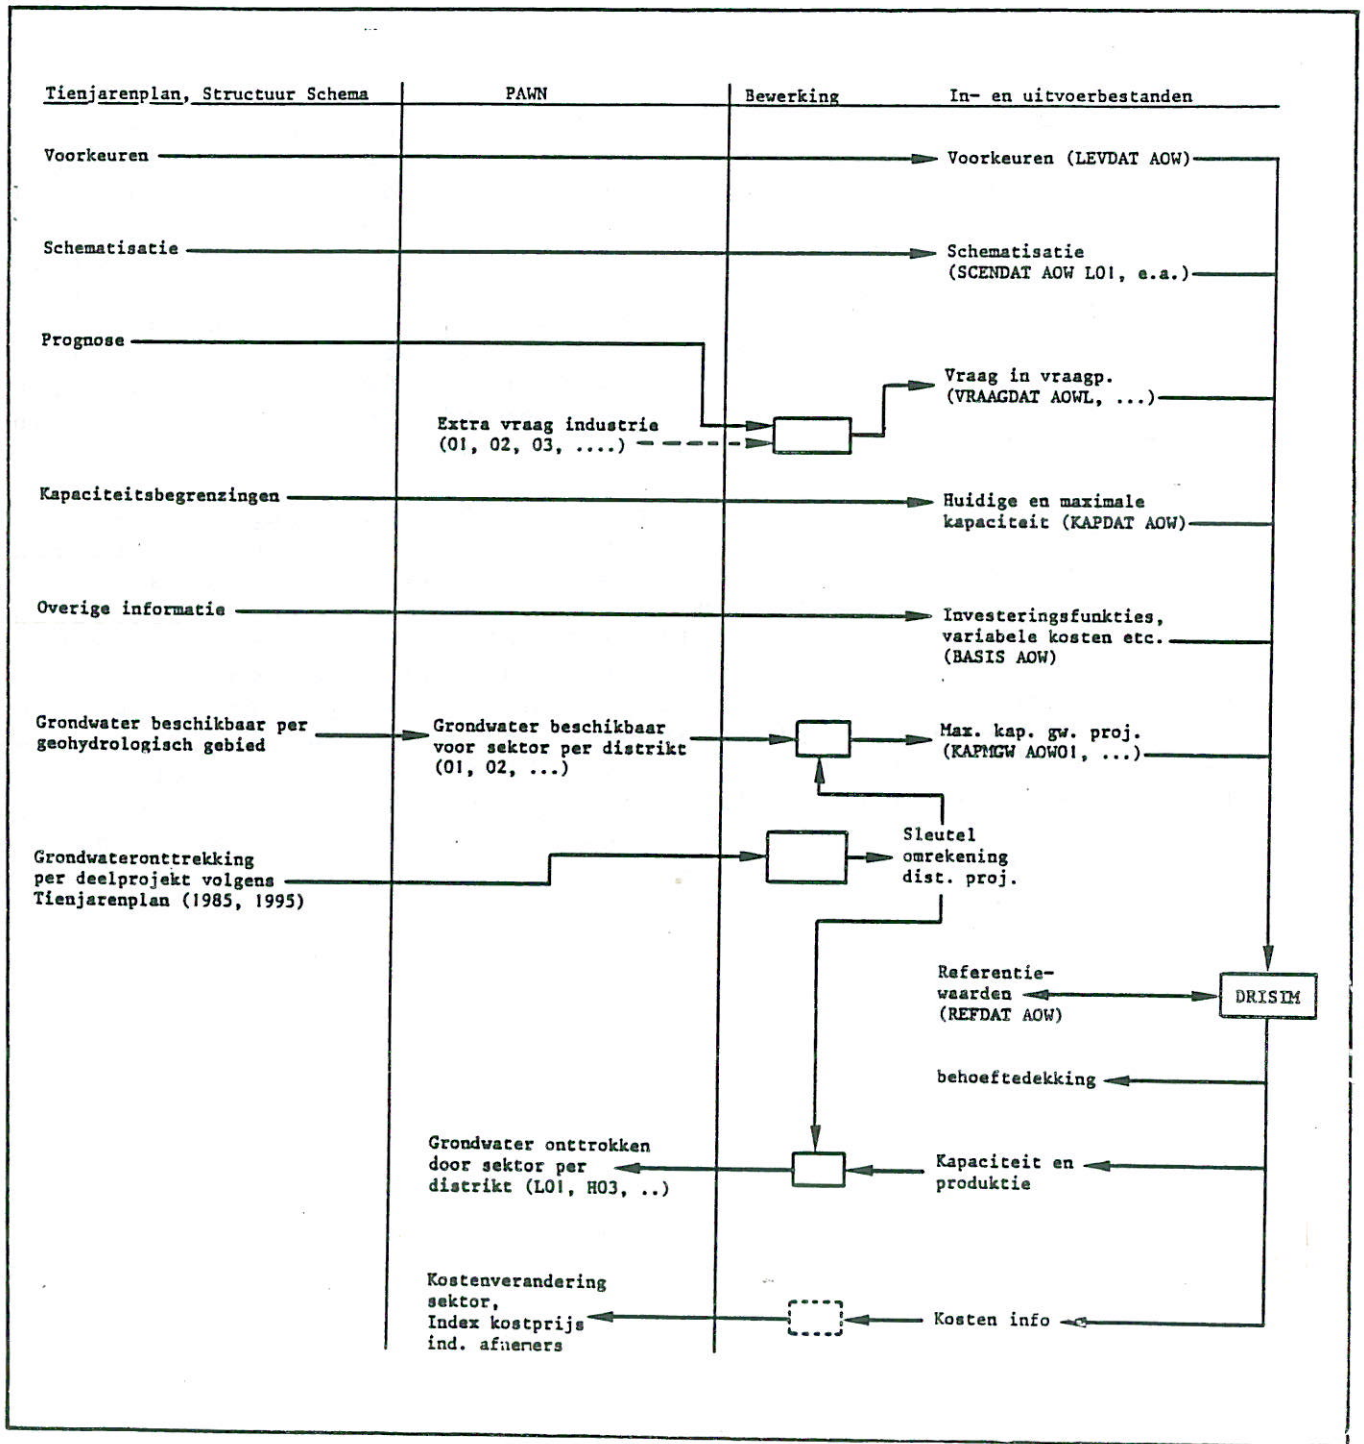 Tienjarenplan, Structuur Schema
PAWN
Bewerking
In- en uitvoerbestanden
Voorkeuren
Voorkeuren (LEVDAT AOW)
Schematisatie
Schematisatie
(SCENDAT AOW LO1, e.a.)
Prognose
Vraag in vraagp.
(VRAAGDAT AOWL, ...)
Extra vraag industrie
(01, 02, 03, ....)
Kapaciteitsbegrenzingen
Huidige en maximale
kapaciteit (KAPDAT AOW)
Overige informatie
Investeringsfunkties,
variabele kosten etc.
(BASIS AOW)
Grondwater beschikbaar per
geohydrologisch gebied
Grondwater beschikbaar
voor sektor per distrikt
(01, 02, ...)
Max. kap. gw. proj.
(KAPMGW AOWO1, ...)
Grondwateronttrekking
per deelprojekt volgens
Tienjarenplan (1985, 1995)
Sleutel
omrekening
dist. proj.
Referentie-
waarden
(REFDAT AOW)
DRISIM
behoeftedekking
Grondwater onttrokken
door sektor per
distrikt (LO1, HO3, ..)
Kapaciteit en
produktie
Kostenverandering
sektor,
Index kostprijs
ind. afnemers
Kosten info